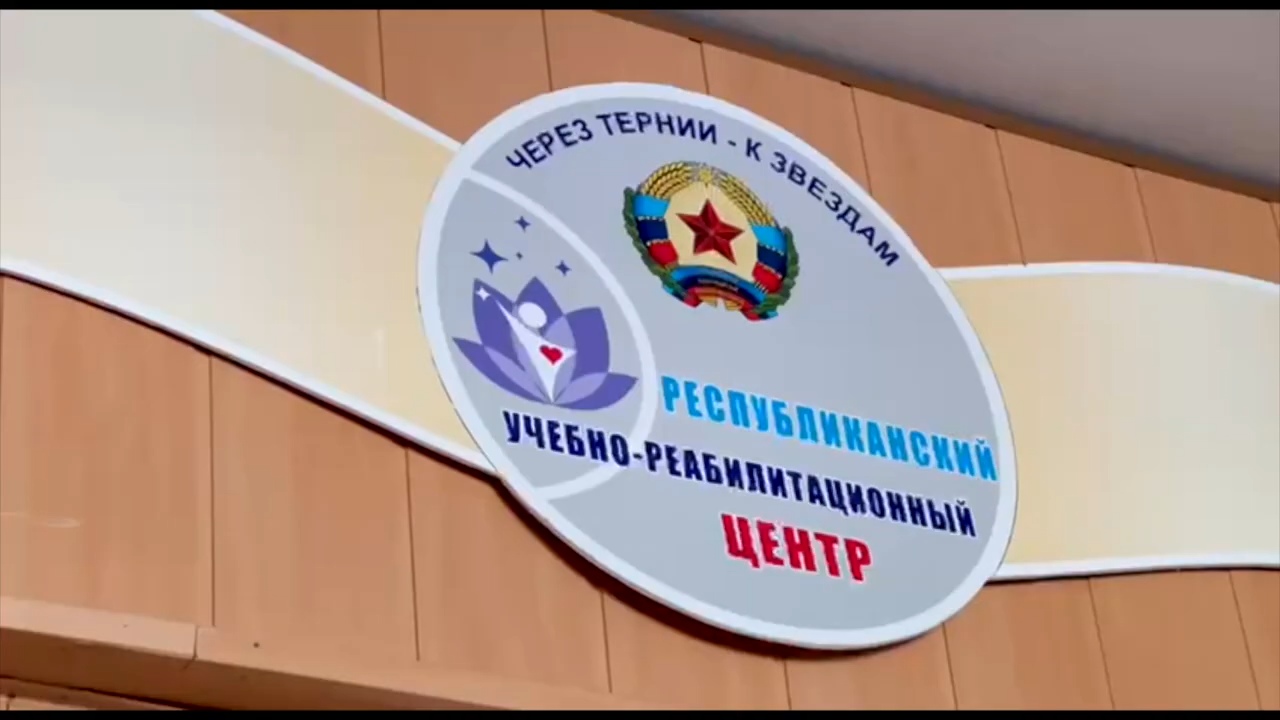 ЧЕРЕЗ ТЕРНИИ - К ЗВЕЗДАМ
РЕСПУБЛИКАНСКИЙ
УЧЕБНО-РЕАБИЛИТАЦИОННЫЙ
ЦЕНТР